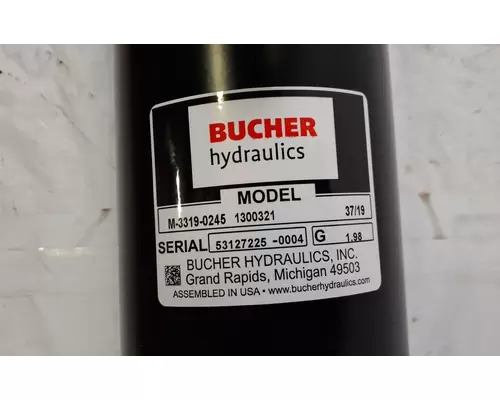 BUCHER
hydraulics
MODEL
M-3319-0245 1300321 37/19
SERIAL 53127225 -0004 G 1.98
BUCHER HYDRAULICS, INC.
Grand Rapids, Michigan 49503
ASSEMBLED IN USA • www.bucherhydraulics.com